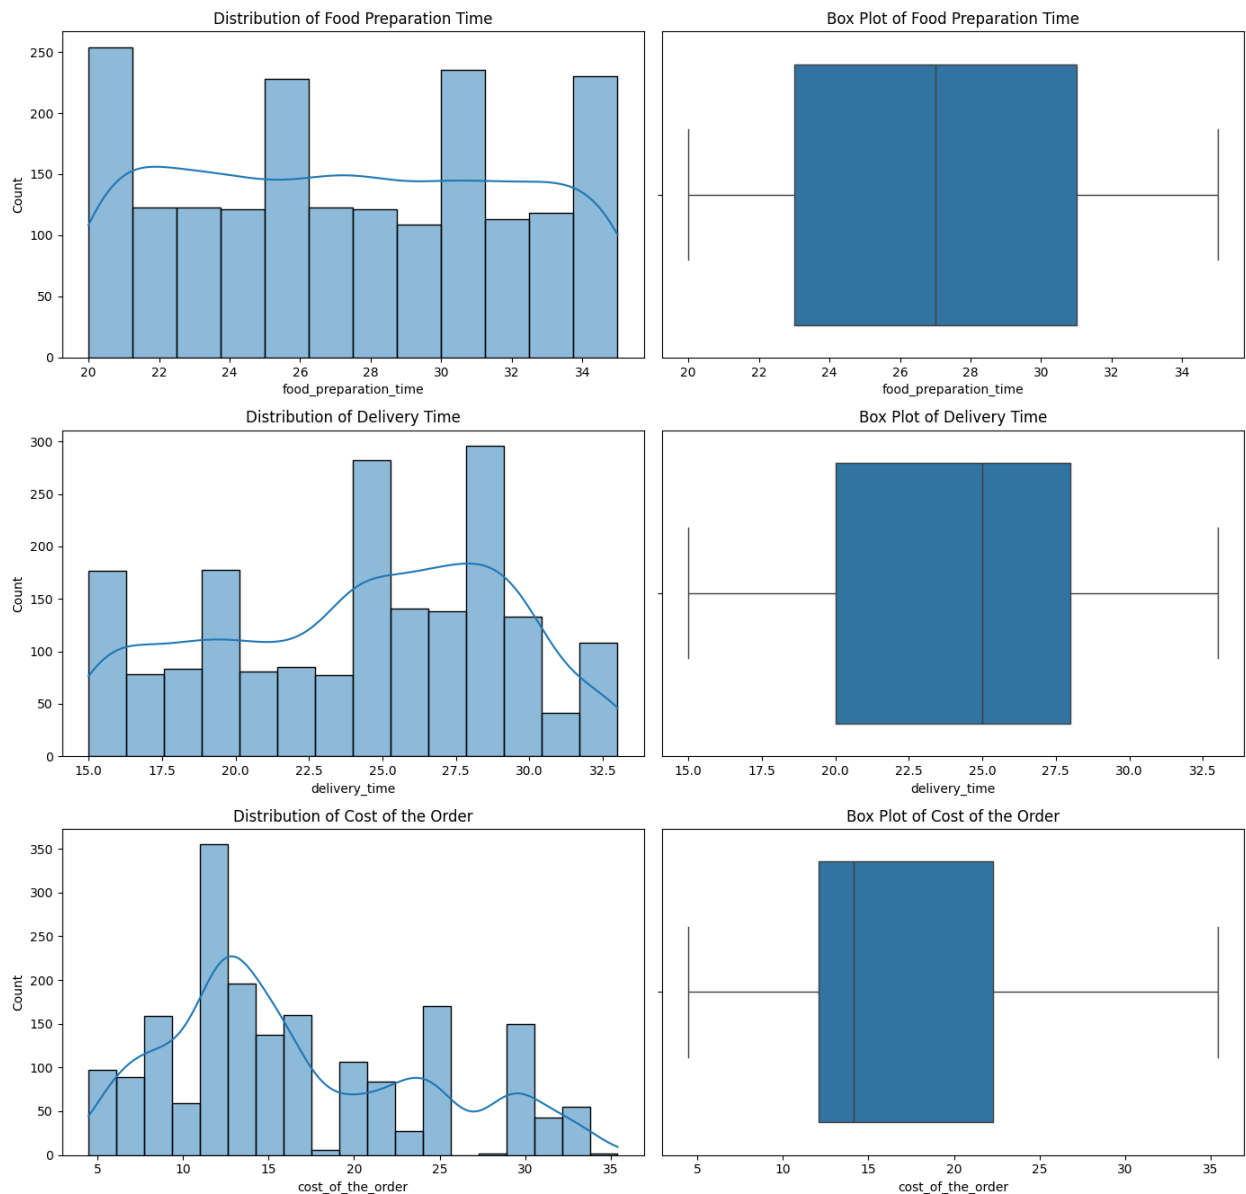 Distribution of Food Preparation Time
Box Plot of Food Preparation Time
250
200
150
100
50
0
Count
20 22 24 26 28 30 32 34
food_preparation_time
20 22 24 26 28 30 32 34
food_preparation_time
Distribution of Delivery Time
Box Plot of Delivery Time
300
250
200
150
100
50
0
Count
15.0 17.5 20.0 22.5 25.0 27.5 30.0 32.5
delivery_time
15.0 17.5 20.0 22.5 25.0 27.5 30.0 32.5
delivery_time
Distribution of Cost of the Order
Box Plot of Cost of the Order
350
300
250
200
150
100
50
0
Count
5 10 15 20 25 30 35
cost_of_the_order
5 10 15 20 25 30 35
cost_of_the_order